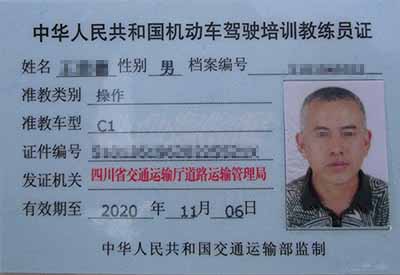 中华人民共和国机动车驾驶培训教练员证
姓名 性别 男 档案编号
准教类别 操作
准教车型 C1
证件编号
发证机关 四川省交通运输厅道路运输管理局
有效期至 2020 年 11 月 06 日
中华人民共和国交通运输部监制